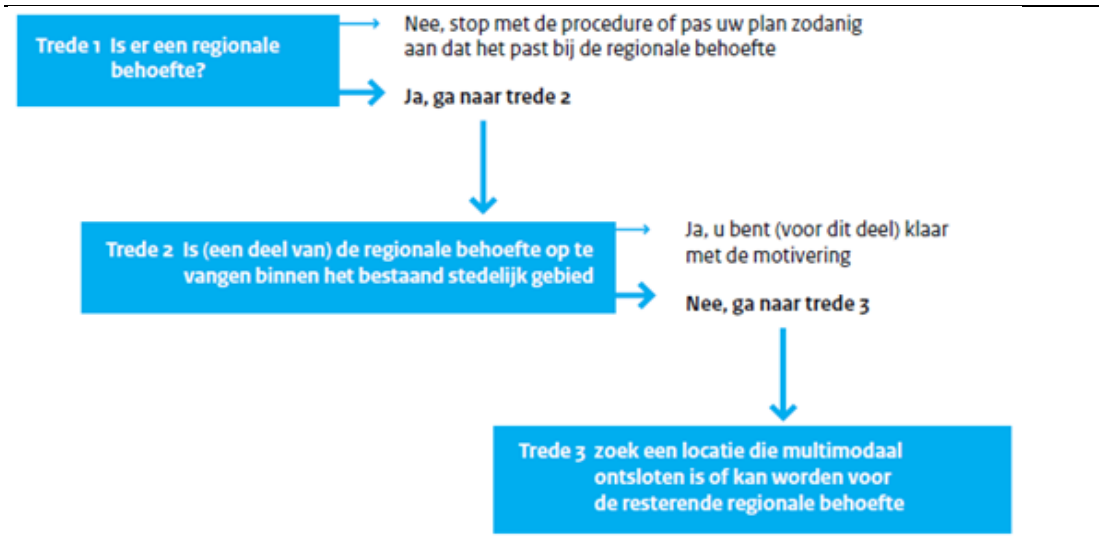 Trede 1 Is er een regionale
behoefte?
Nee, stop met de procedure of pas uw plan zodanig
aan dat het past bij de regionale behoefte
Ja, ga naar trede 2
Trede 2 Is (een deel van) de regionale behoefte op te
vangen binnen het bestaand stedelijk gebied
Ja, u bent (voor dit deel) klaar
met de motivering
Nee, ga naar trede 3
Trede 3 zoek een locatie die multimodaal
ontsloten is of kan worden voor
de resterende regionale behoefte